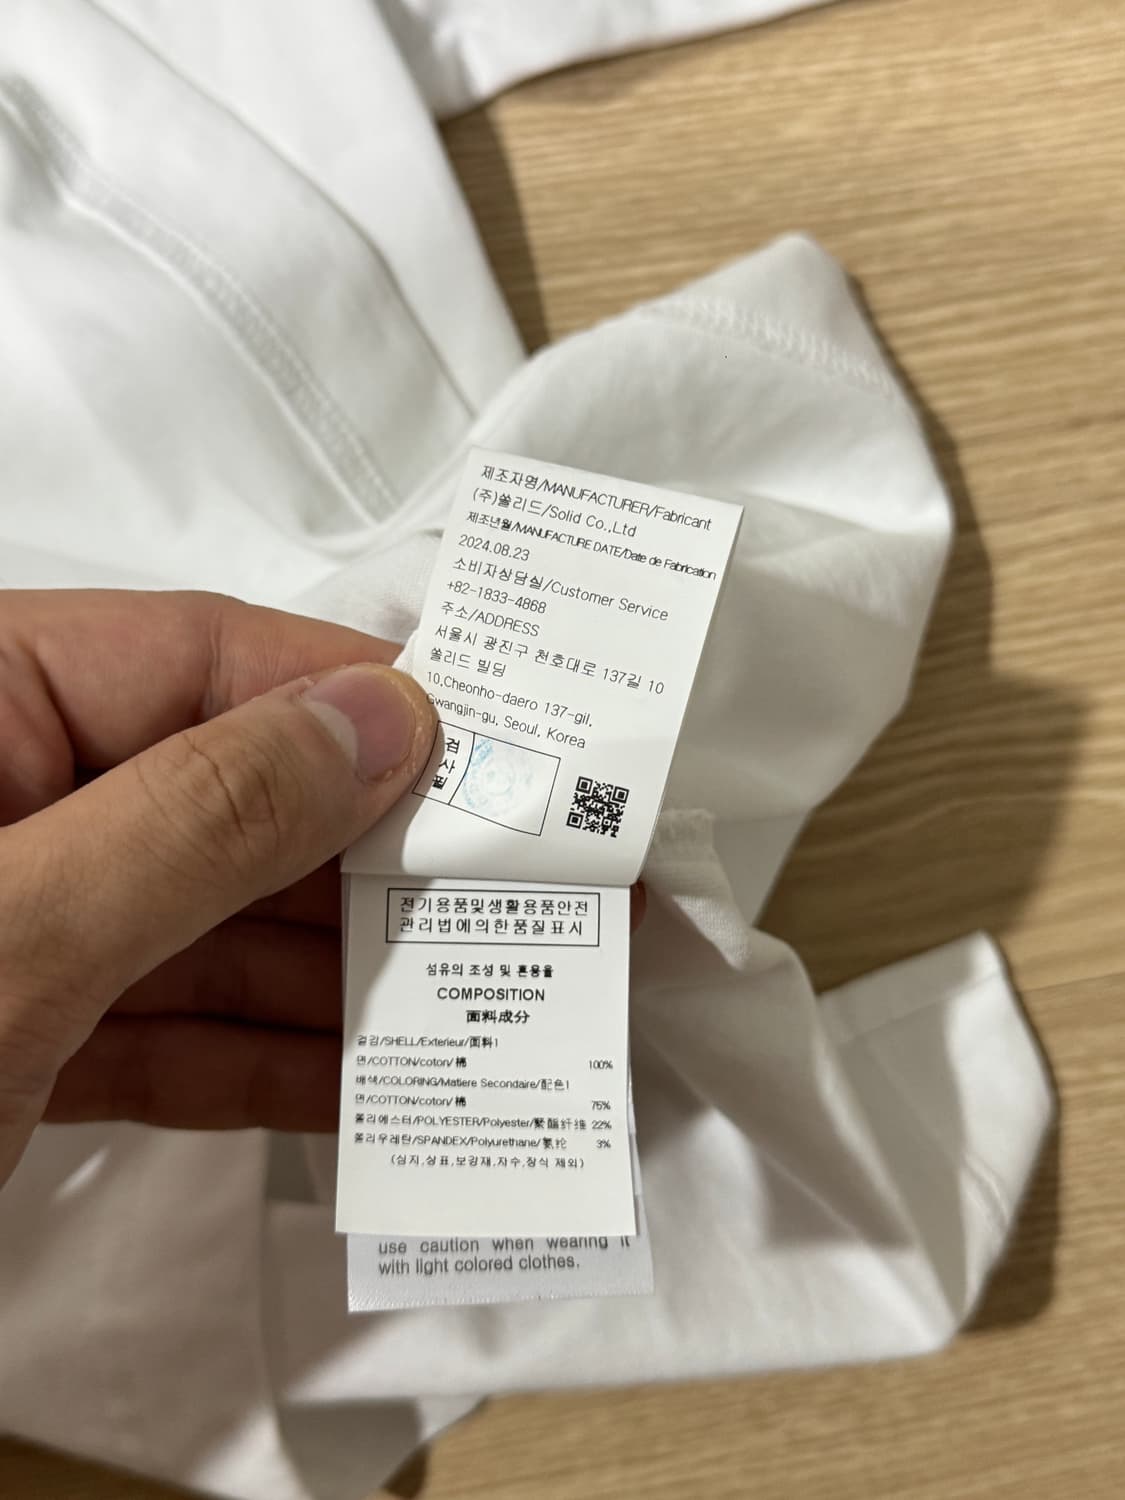 제조자명/MANUFACTURER/Fabricant
(주)쏠리드/Solid Co.,Ltd
제조년월/MANUFACTURE DATE/Date de Fabrication
2024.08.23
소비자상담실/Customer Service
+82-1833-4868
주소/ADDRESS
서울시 광진구 천호대로 137길 10
쏠리드 빌딩
10,Cheonho-daero 137-gil,
Gwangjin-gu, Seoul, Korea
검
사
필
전기용품및생활용품안전
관리법에의한품질표시
섬유의 조성 및 혼용율
COMPOSITION
面料成分
겉감/SHELL/Exterieur/面料1
면/COTTON/coton/棉 100%
배색/COLORING/Matiere Secondaire/配色1
면/COTTON/coton/棉 75%
폴리에스터/POLYESTER/Polyester/聚酯纤维 22%
폴리우레탄/SPANDEX/Polyurethane/氨纶 3%
(심지,상표,보강재,자수,장식 제외)
use caution when wearing it
with light colored clothes.